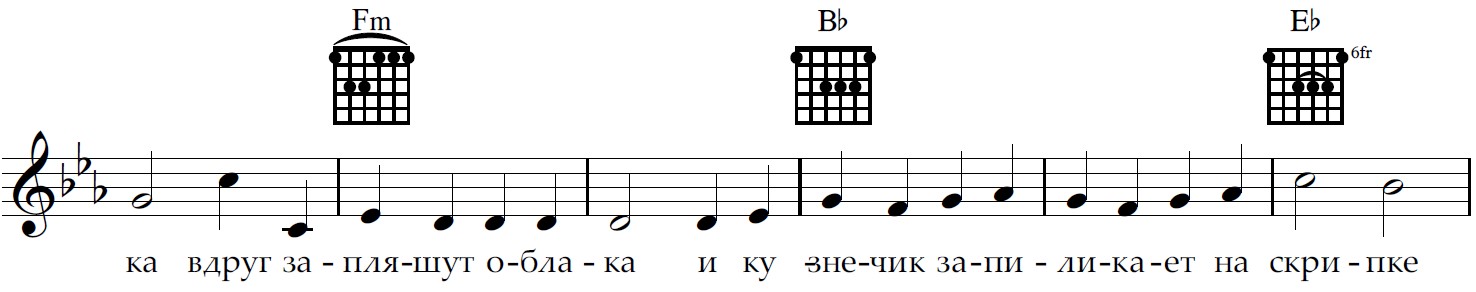 Fm B♭ E♭
6fr
ка вдруг за - пля-шут о-бла - ка и ку -зне-чик за-пи - ли-ка-ет на скри - пке